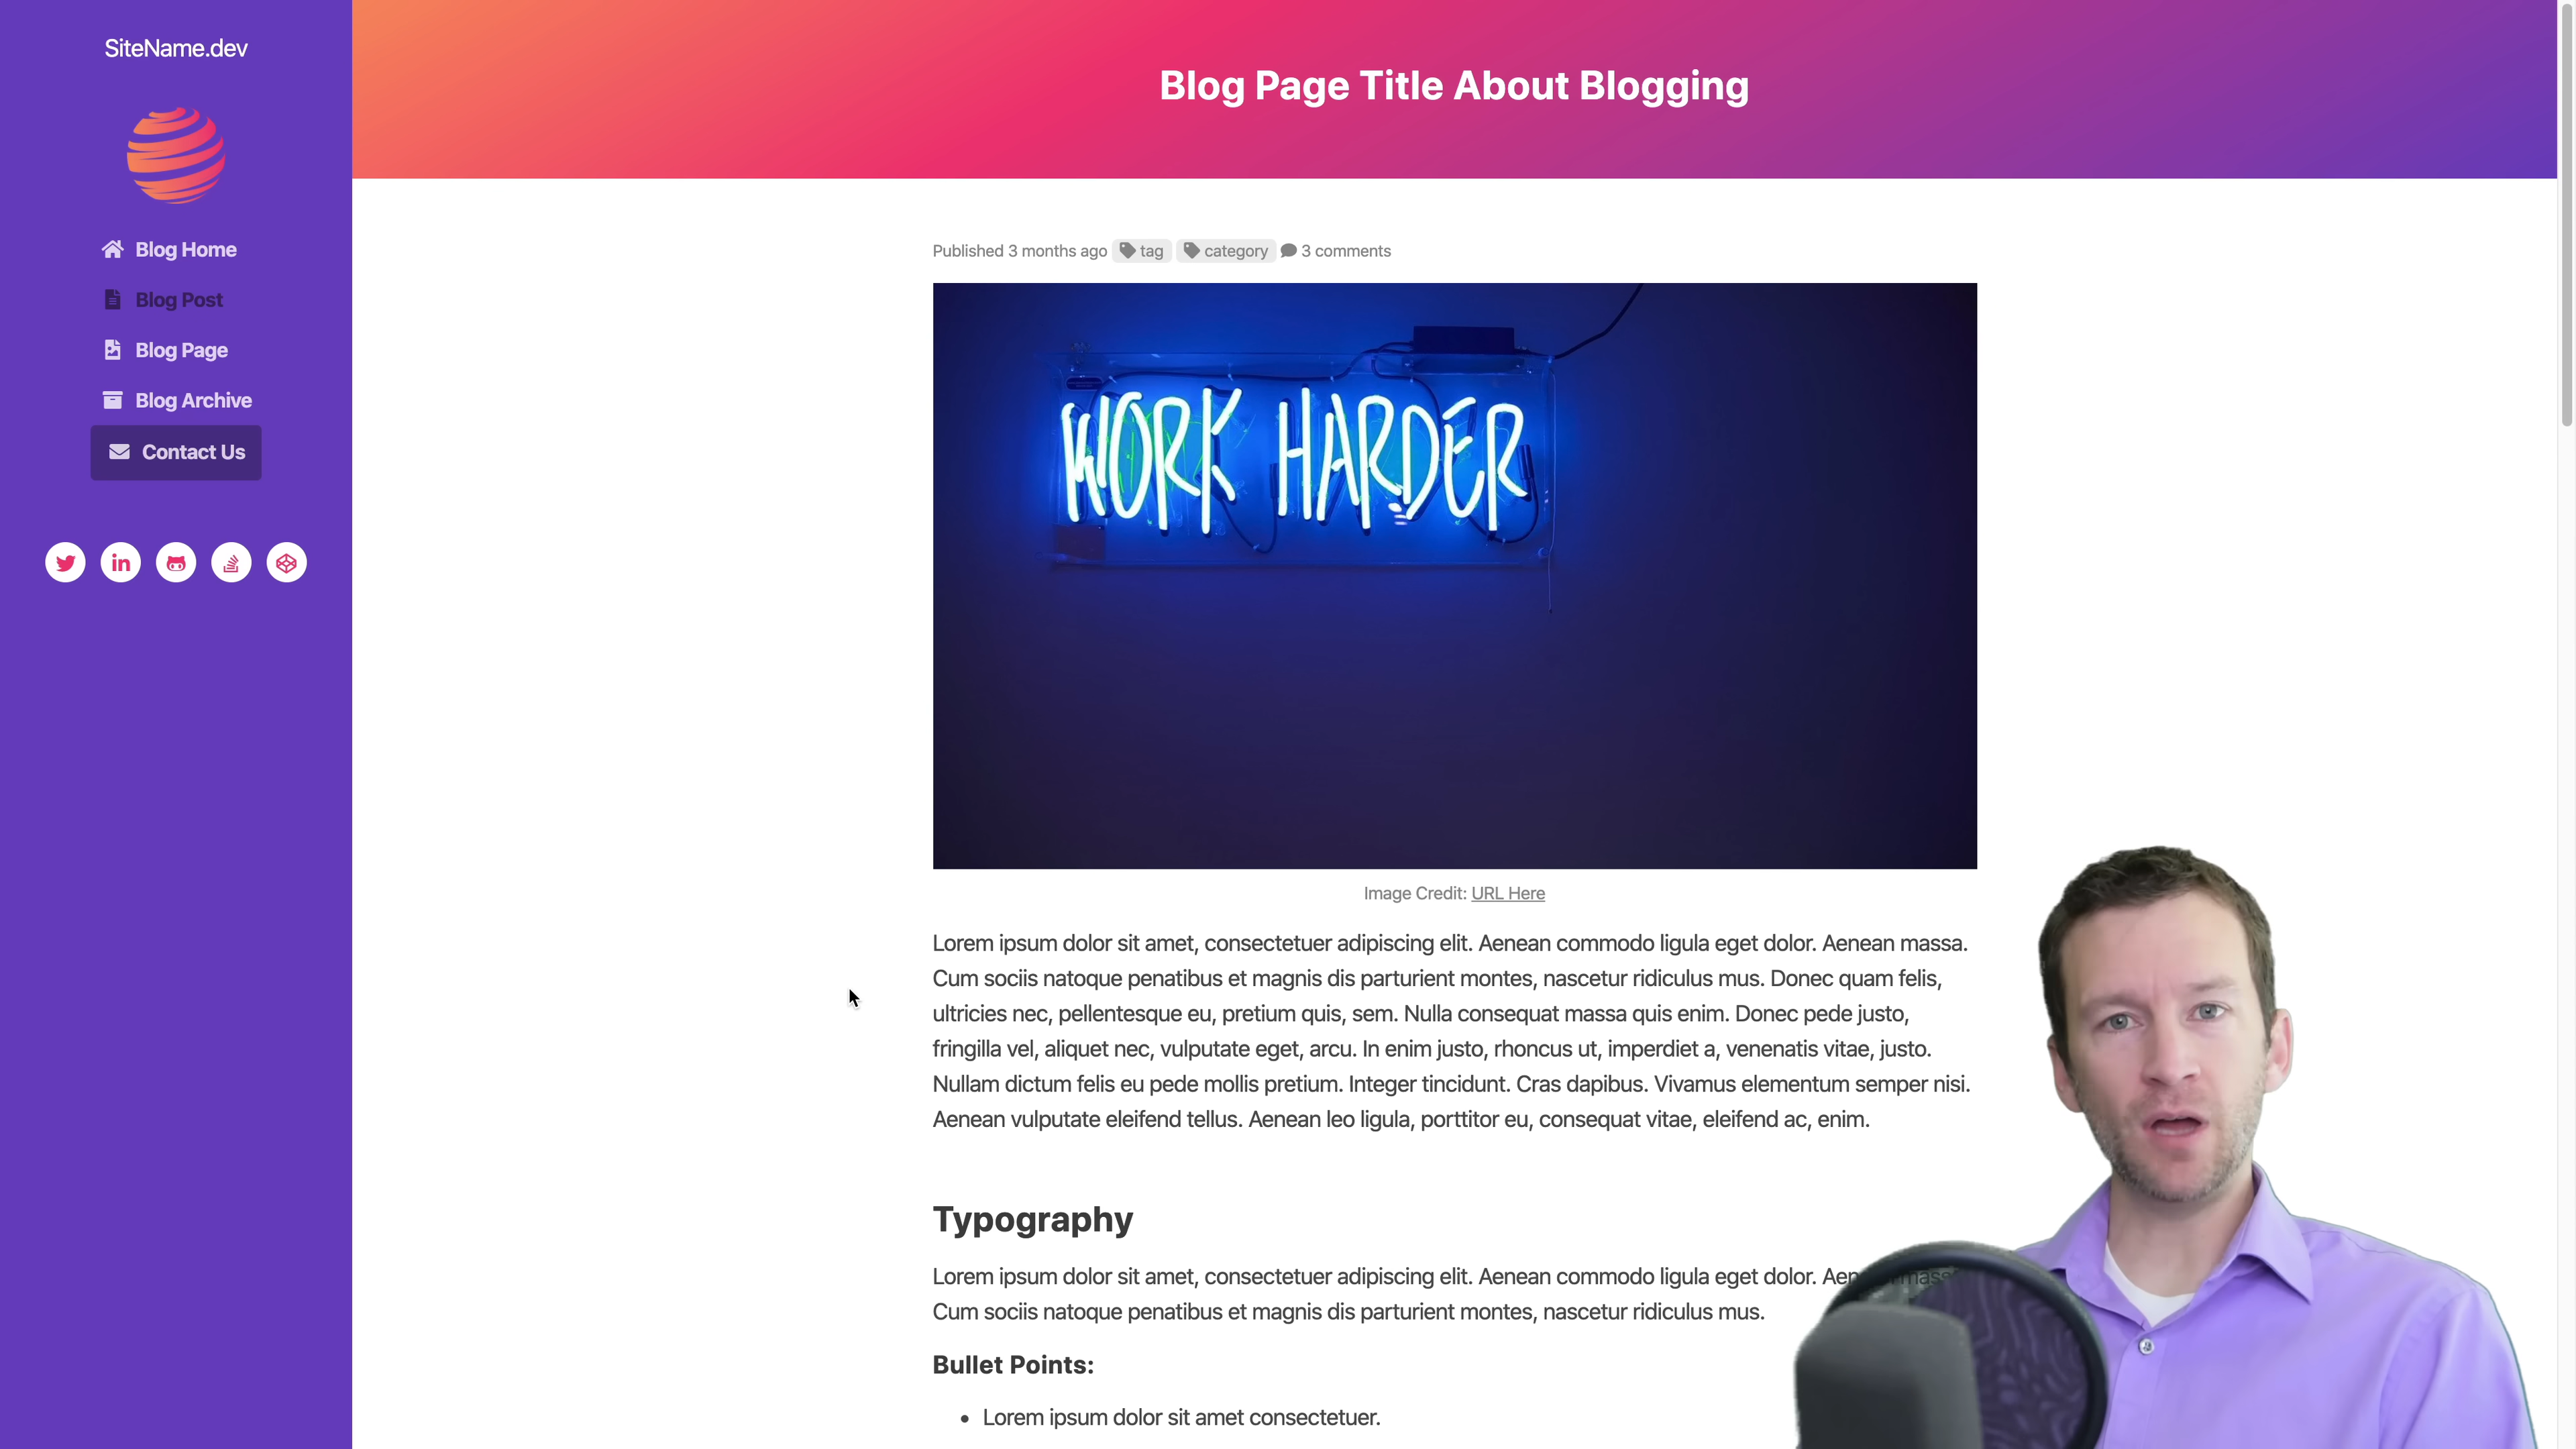 SiteName.dev
Blog Home
Blog Post
Blog Page
Blog Archive
Contact Us
Blog Page Title About Blogging
Published 3 months ago tag category 3 comments
WORK HARDER
Image Credit: URL Here
Lorem ipsum dolor sit amet, consectetuer adipiscing elit. Aenean commodo ligula eget dolor. Aenean massa.
Cum sociis natoque penatibus et magnis dis parturient montes, nascetur ridiculus mus. Donec quam felis,
ultricies nec, pellentesque eu, pretium quis, sem. Nulla consequat massa quis enim. Donec pede justo,
fringilla vel, aliquet nec, vulputate eget, arcu. In enim justo, rhoncus ut, imperdiet a, venenatis vitae, justo.
Nullam dictum felis eu pede mollis pretium. Integer tincidunt. Cras dapibus. Vivamus elementum semper nisi.
Aenean vulputate eleifend tellus. Aenean leo ligula, porttitor eu, consequat vitae, eleifend ac, enim.
Typography
Lorem ipsum dolor sit amet, consectetuer adipiscing elit. Aenean commodo ligula eget dolor.
Cum sociis natoque penatibus et magnis dis parturient montes, nascetur ridiculus mus.
Bullet Points:
• Lorem ipsum dolor sit amet consectetuer.